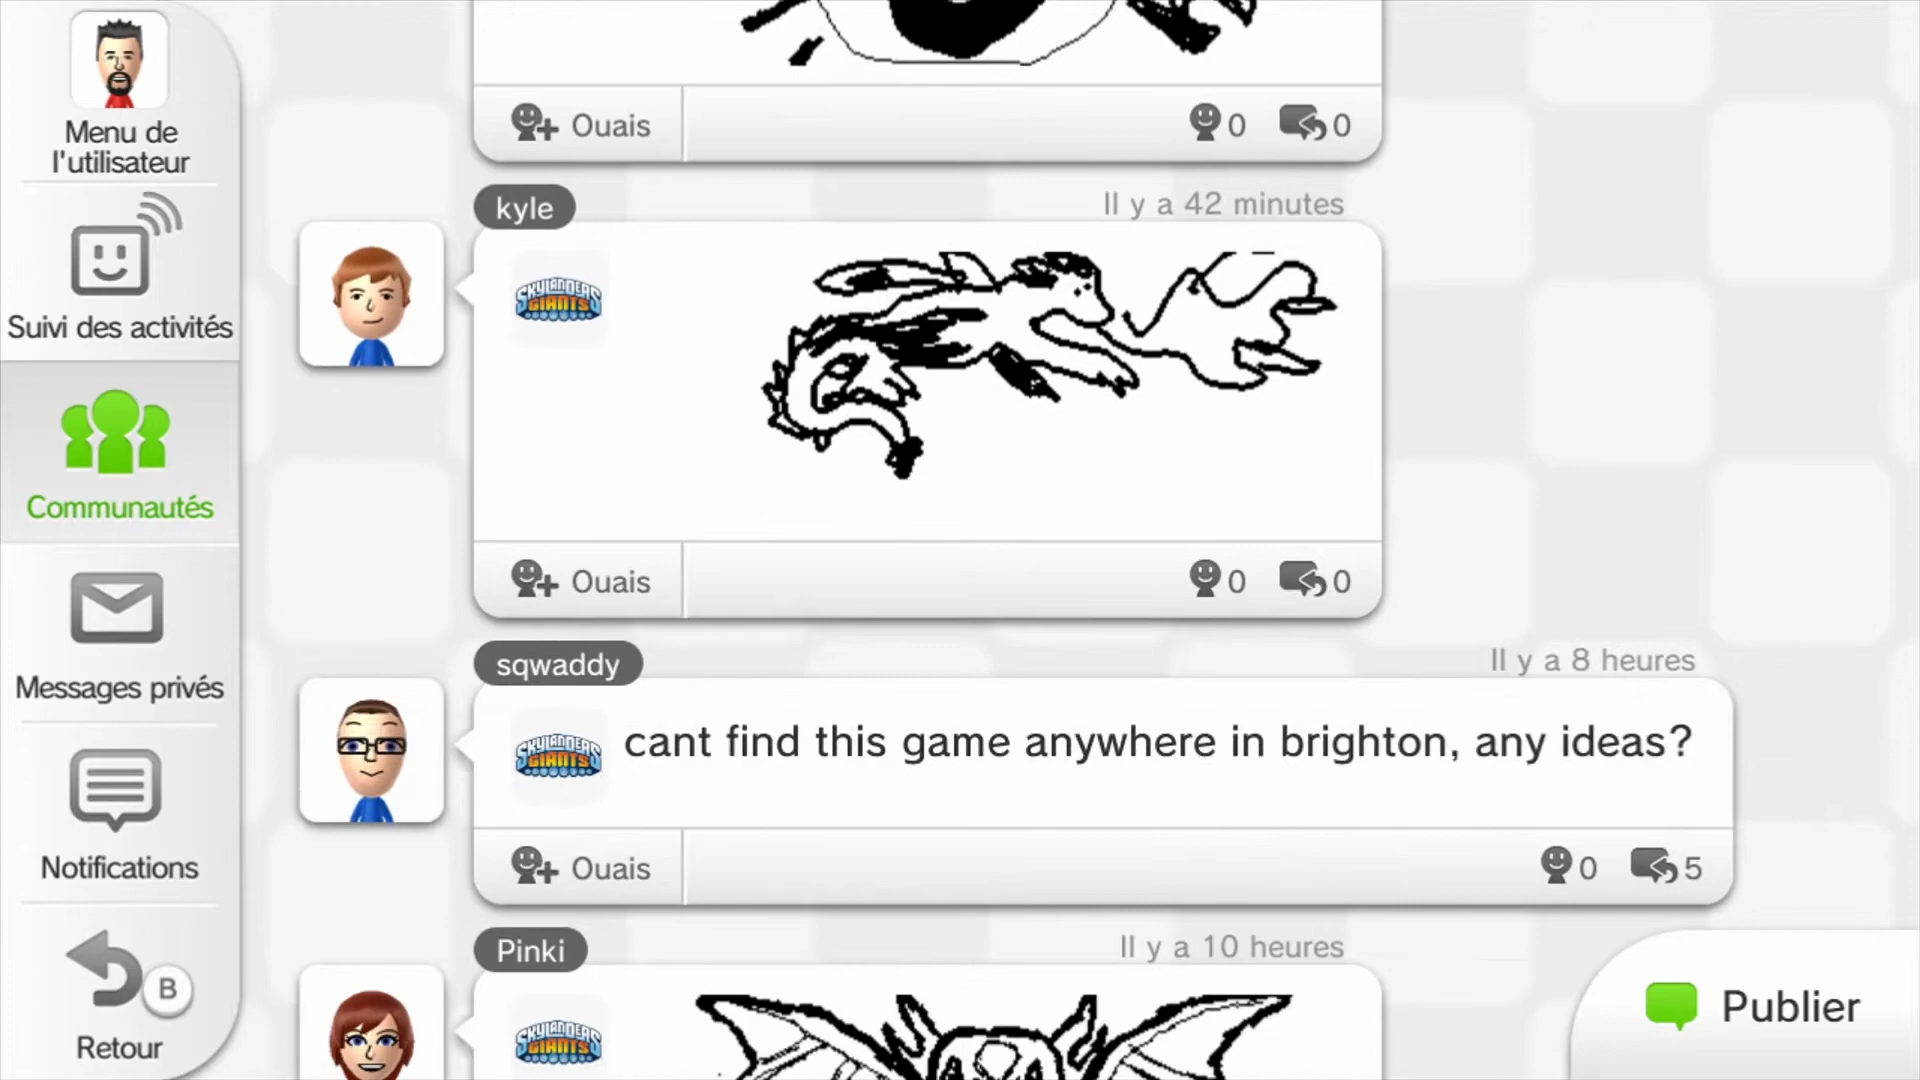 Menu de
l'utilisateur
Suivi des activités
Communautés
Messages privés
Notifications
B
Retour
Ouais
0
0
kyle
Il y a 42 minutes
SKYLANDERS
GIANTS
Ouais
0
0
sqwaddy
Il y a 8 heures
SKYLANDERS
GIANTS
cant find this game anywhere in brighton, any ideas?
Ouais
0
5
Pinki
Il y a 10 heures
SKYLANDERS
GIANTS
Publier